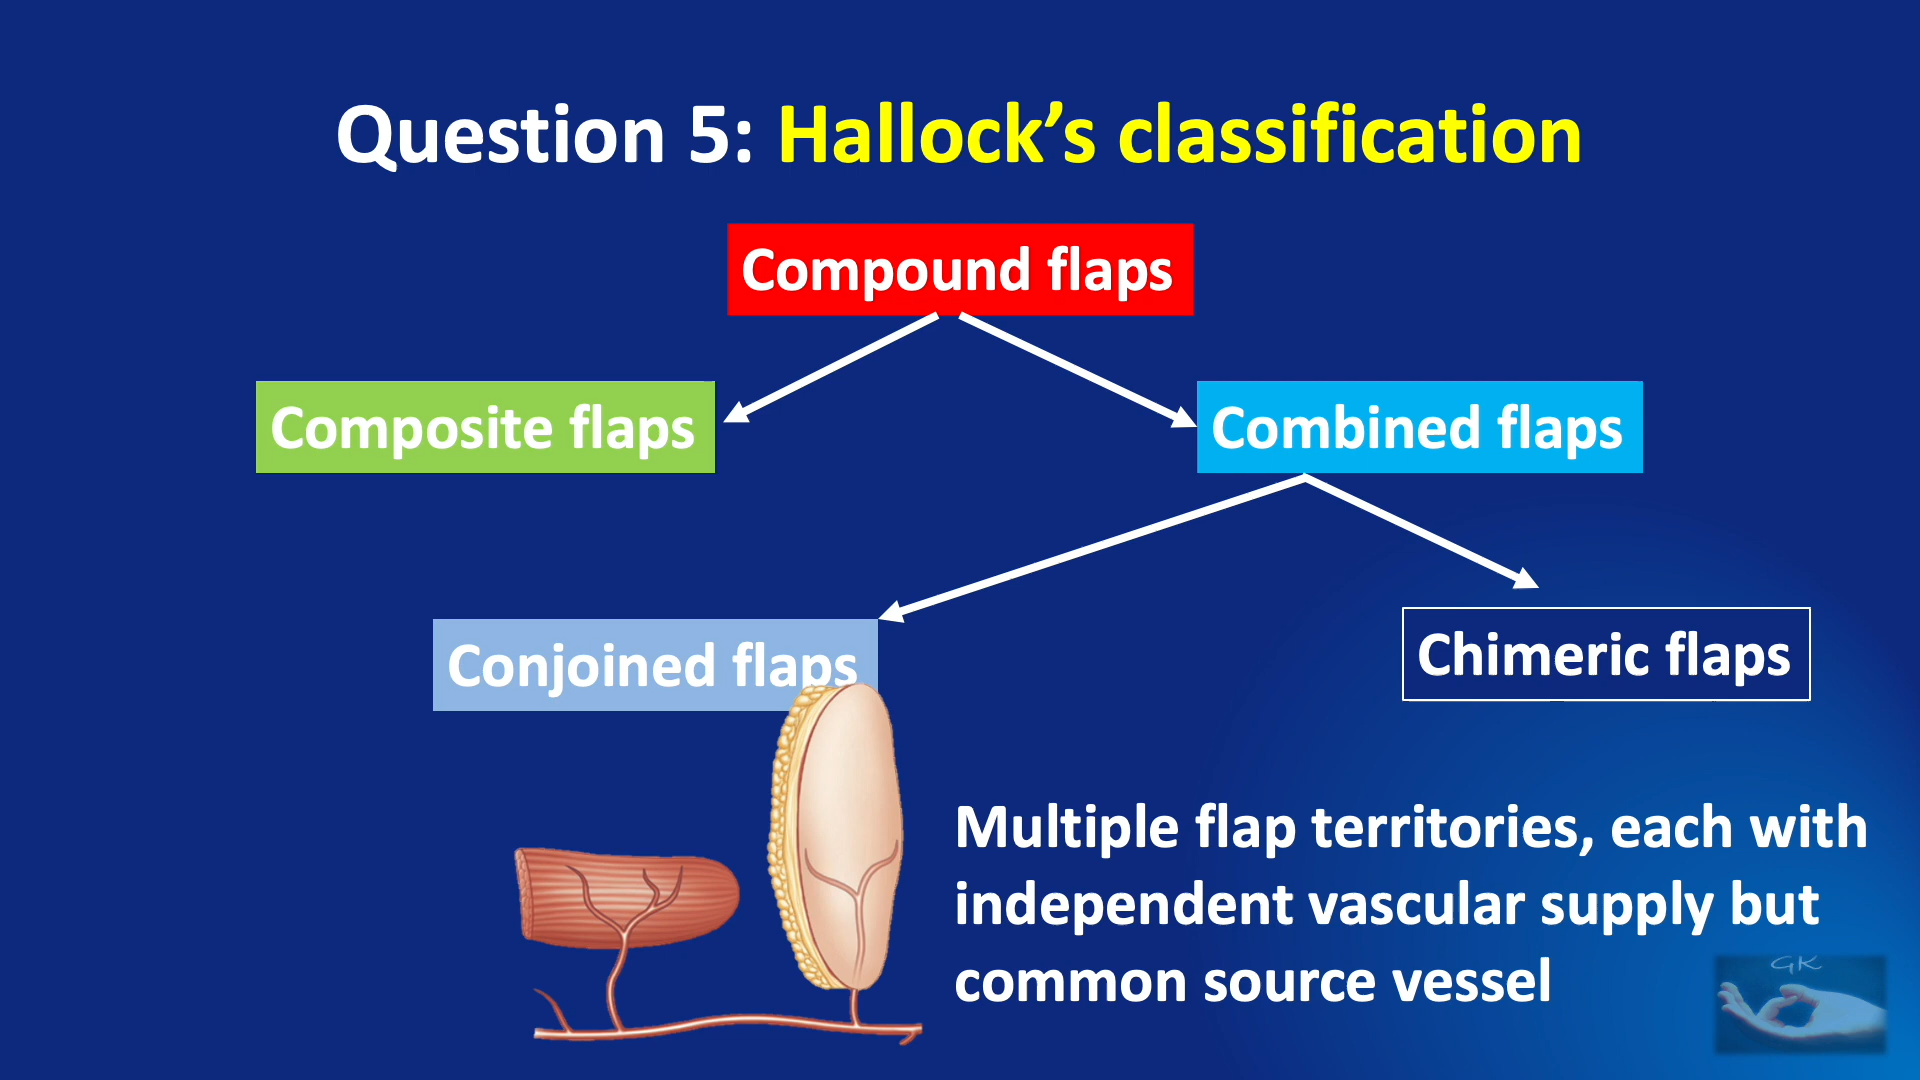 Question 5: Hallock’s classification
Compound flaps
Composite flaps
Combined flaps
Conjoined flaps
Chimeric flaps
Multiple flap territories, each with
independent vascular supply but
common source vessel
GK